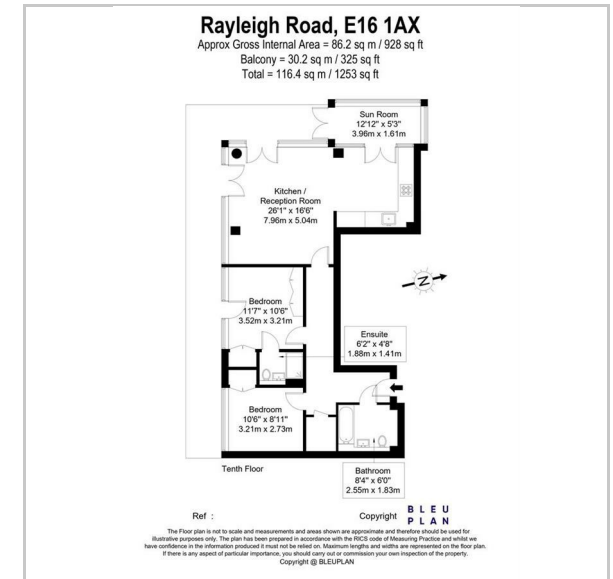 Rayleigh Road, E16 1AX
Approx Gross Internal Area = 86.2 sq m / 928 sq ft
Balcony = 30.2 sq m / 325 sq ft
Total = 116.4 sq m / 1253 sq ft
Sun Room
12'12" x 5'3"
3.96m x 1.61m
Kitchen /
Reception Room
26'1" x 16'6"
7.96m x 5.04m
N
Bedroom
11'7" x 10'6"
3.52m x 3.21m
Ensuite
6'2" x 4'8"
1.88m x 1.41m
Bedroom
10'6" x 8'11"
3.21m x 2.73m
Tenth Floor
Bathroom
8'4" x 6'0"
2.55m x 1.83m
Ref :
Copyright
BLEU
PLAN
The Floor plan is not to scale and measurements and areas shown are approximate and therefore should be used for
illustrative purposes only. The plan has been prepared in accordance with the RICS code of Measuring Practice and whilst we
have confidence in the information produced it must not be relied on. Maximum lengths and widths are represented on the floor plan.
If there is any aspect of particular importance, you should carry out or commission your own inspection of the property.
Copyright @ BLEUPLAN